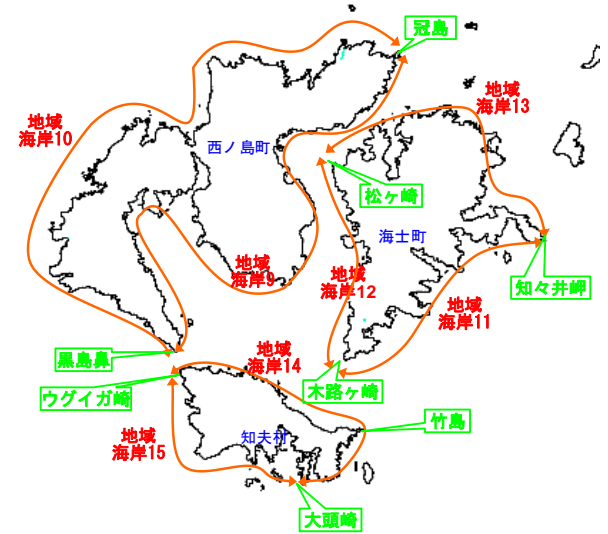 冠島
地域
海岸13
地域
海岸10
西ノ島町
松ヶ崎
海士町
地域
海岸9
地域
海岸12
知々井岬
地域
海岸11
黒島鼻
地域
海岸14
木路ヶ崎
ウグイガ崎
竹島
地域
海岸15
知夫村
大頭崎